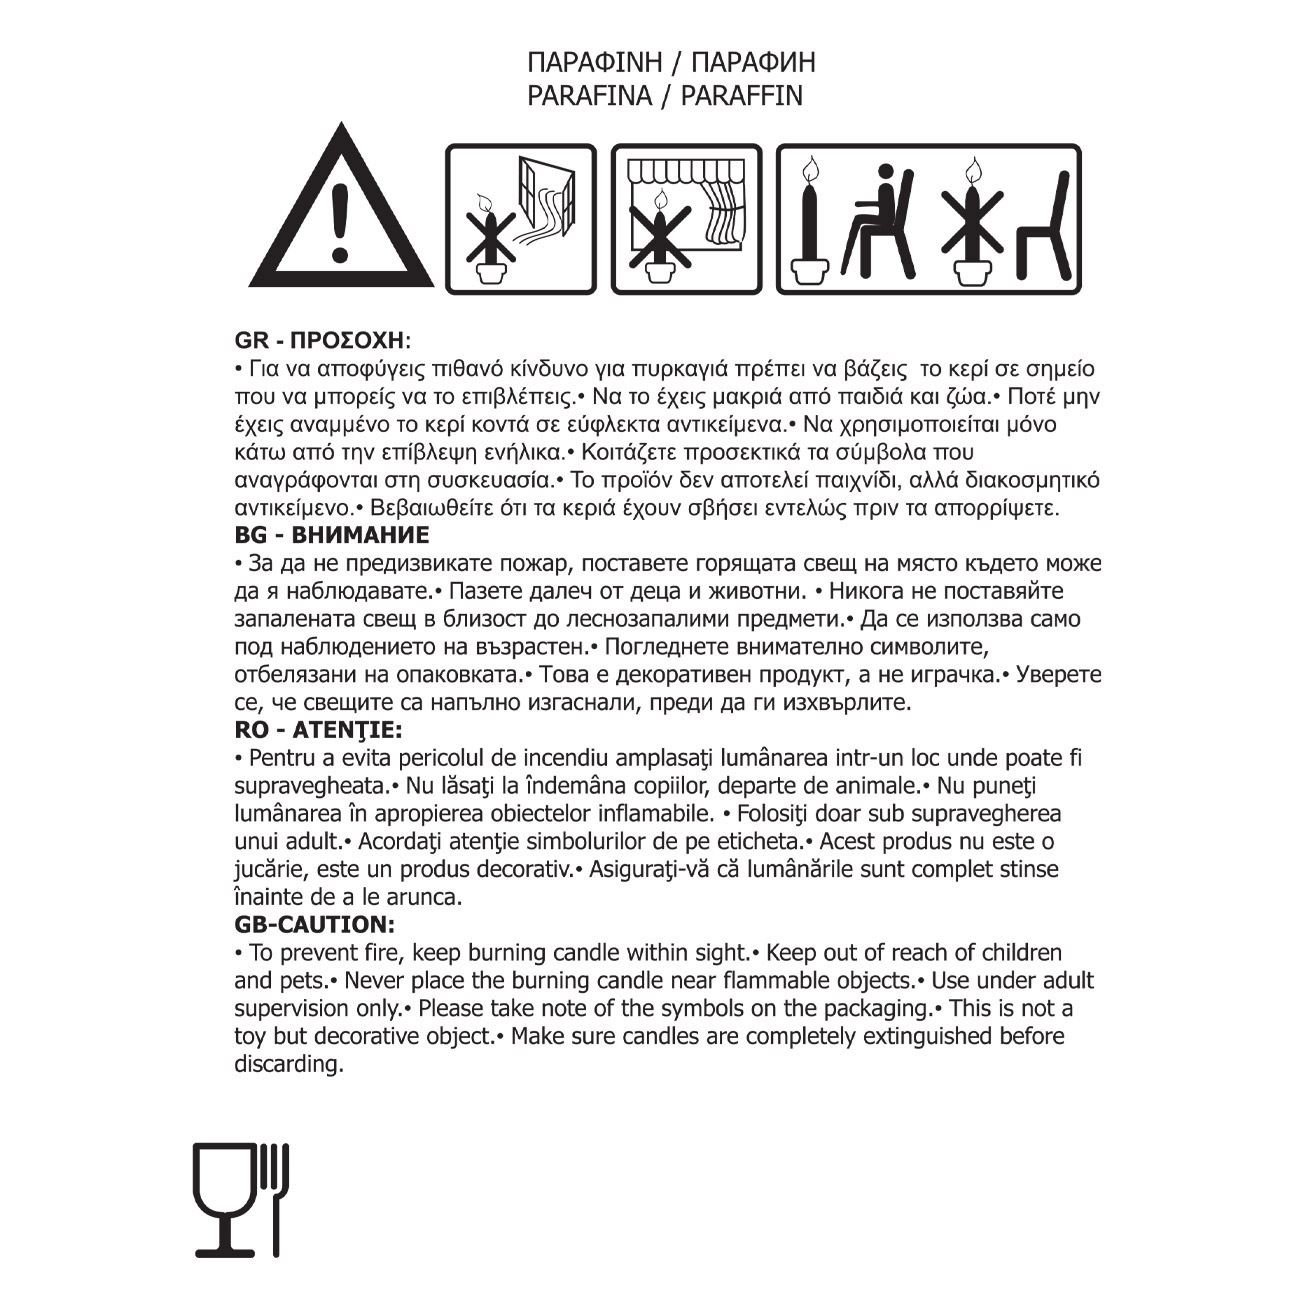 ΠΑΡΑΦΙΝΗ / ПАРАФИН
PARAFINA / PARAFFIN
GR - ΠΡΟΣΟΧΗ:
• Για να αποφύγεις πιθανό κίνδυνο για πυρκαγιά πρέπει να βάζεις  το κερί σε σημείο
που να μπορείς να το επιβλέπεις.• Να το έχεις μακριά από παιδιά και ζώα.• Ποτέ μην
έχεις αναμμένο το κερί κοντά σε εύφλεκτα αντικείμενα.• Να χρησιμοποιείται μόνο
κάτω από την επίβλεψη ενήλικα.• Κοιτάζετε προσεκτικά τα σύμβολα που
αναγράφονται στη συσκευασία.• Το προϊόν δεν αποτελεί παιχνίδι, αλλά διακοσμητικό
αντικείμενο.• Βεβαιωθείτε ότι τα κεριά έχουν σβήσει εντελώς πριν τα απορρίψετε.
BG - ВНИМАНИЕ
• За да не предизвикате пожар, поставете горящата свещ на място където може
да я наблюдавате.• Пазете далеч от деца и животни. • Никога не поставяйте
запалената свещ в близост до леснозапалими предмети.• Да се използва само
под наблюдението на възрастен.• Погледнете внимателно символите,
отбелязани на опаковката.• Това е декоративен продукт, а не играчка.• Уверете
се, че свещите са напълно изгаснали, преди да ги изхвърлите.
RO - ATENŢIE:
• Pentru a evita pericolul de incendiu amplasaţi lumânarea intr-un loc unde poate fi
supravegheata.• Nu lăsaţi la îndemâna copiilor, departe de animale.• Nu puneţi
lumânarea în apropierea obiectelor inflamabile. • Folosiţi doar sub supravegherea
unui adult.• Acordaţi atenţie simbolurilor de pe eticheta.• Acest produs nu este o
jucărie, este un produs decorativ.• Asiguraţi-vă că lumânările sunt complet stinse
înainte de a le arunca.
GB-CAUTION:
• To prevent fire, keep burning candle within sight.• Keep out of reach of children
and pets.• Never place the burning candle near flammable objects.• Use under adult
supervision only.• Please take note of the symbols on the packaging.• This is not a
toy but decorative object.• Make sure candles are completely extinguished before
discarding.